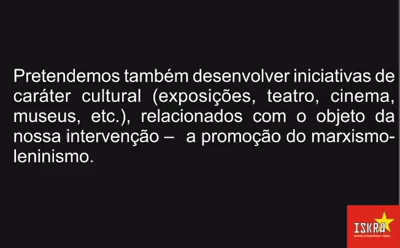 Pretendemos também desenvolver iniciativas de
caráter cultural (exposições, teatro, cinema,
museus, etc.), relacionados com o objeto da
nossa intervenção – a promoção do marxismo-
leninismo.
ISKRA